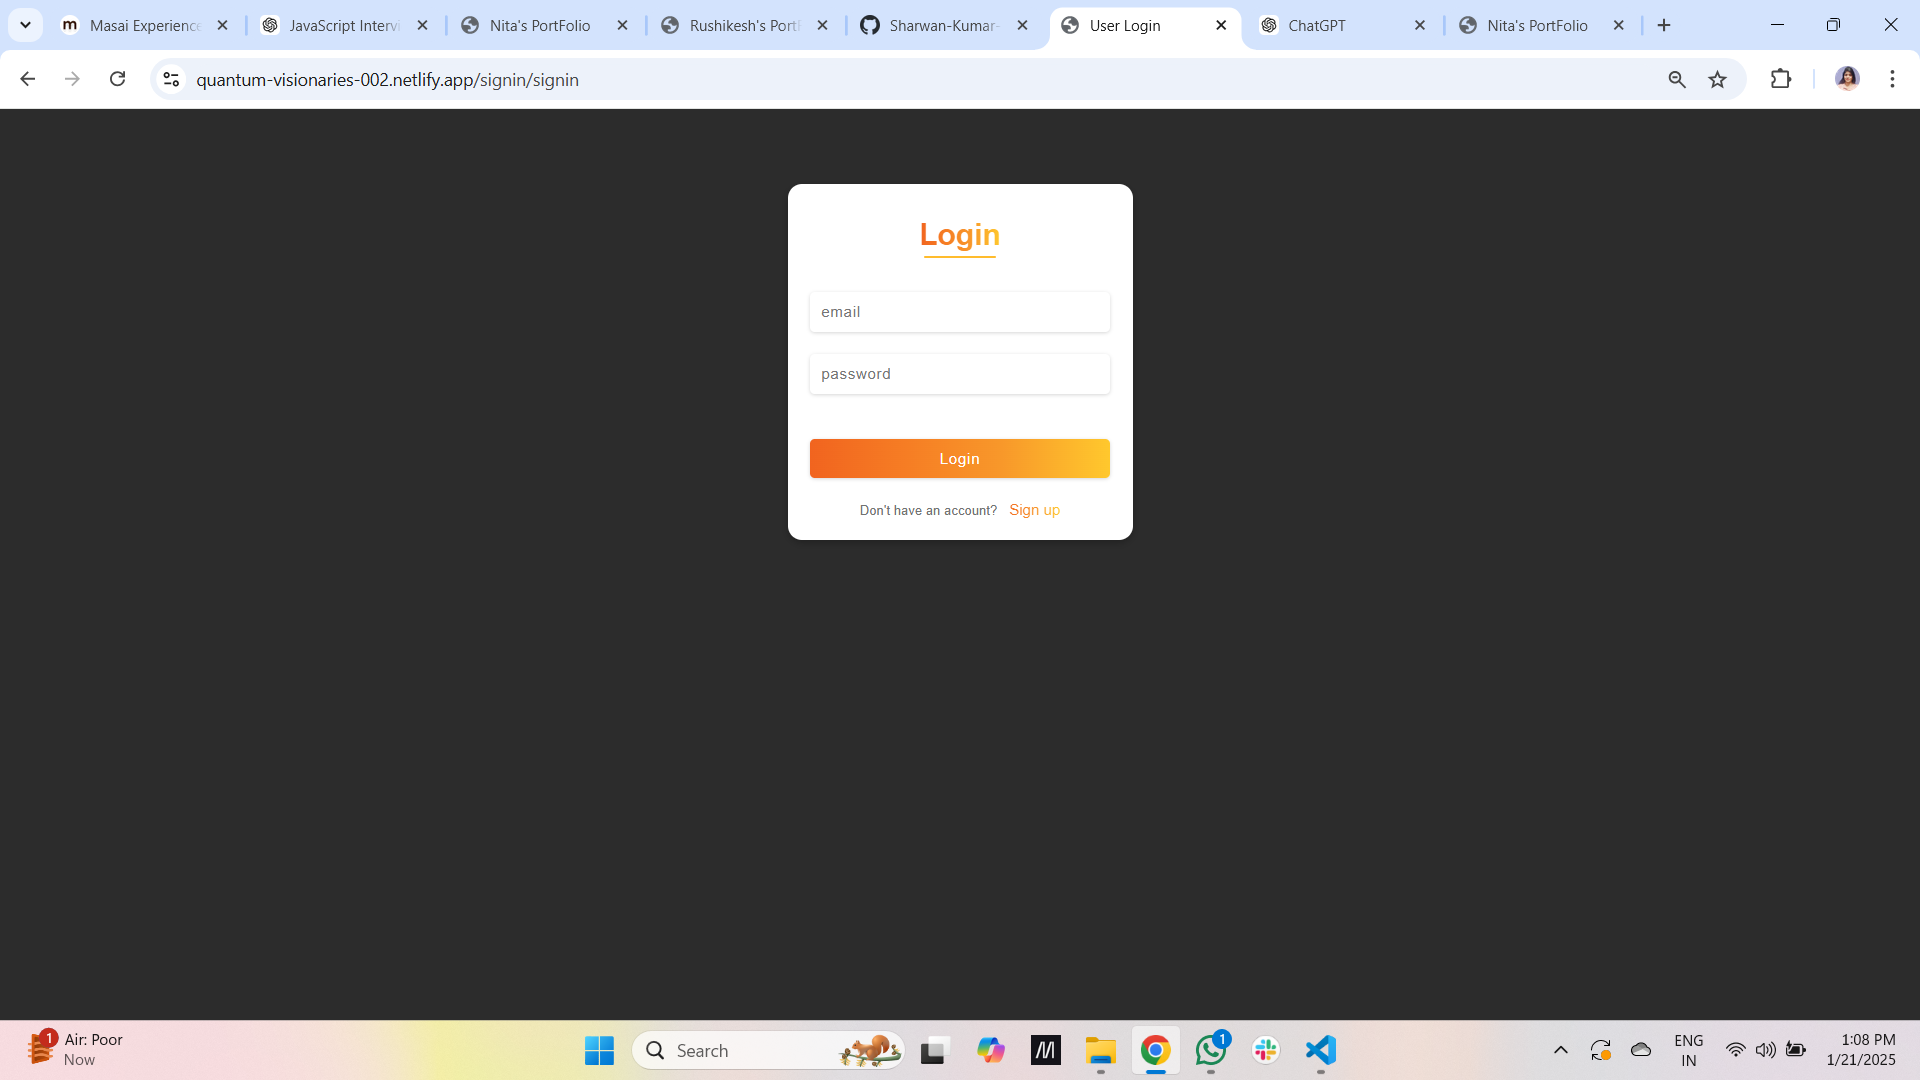 Masai Experience
JavaScript Intervi
Nita's PortFolio
Rushikesh's Portf
Sharwan-Kumar-
User Login
ChatGPT
Nita's PortFolio
quantum-visionaries-002.netlify.app/signin/signin
Login
email
password
Login
Don't have an account? Sign up
1
Air: Poor
Now
Search
1
ENG
IN
1:08 PM
1/21/2025